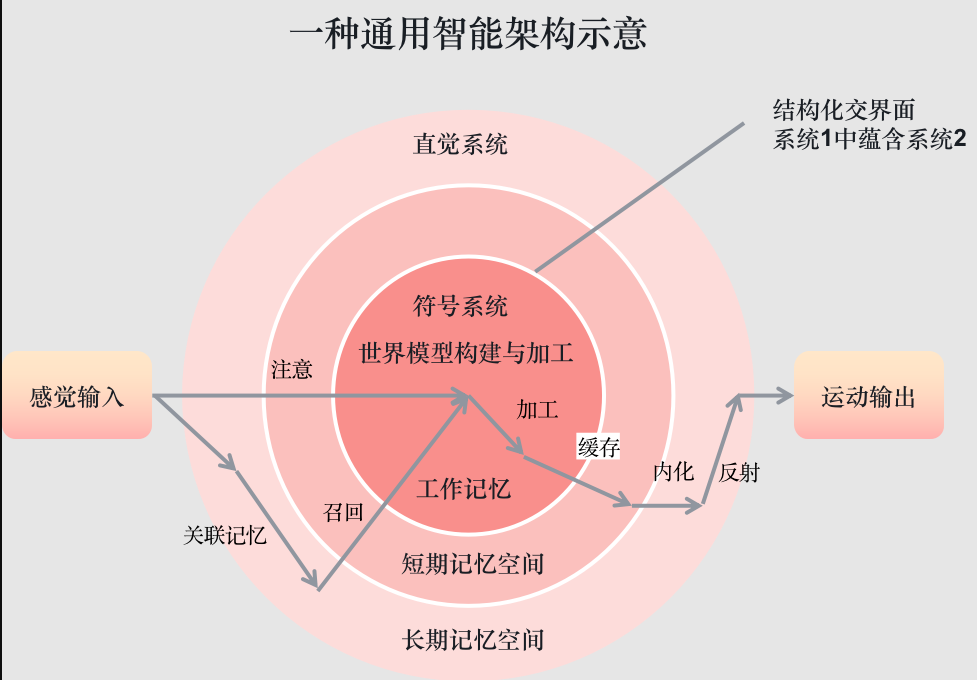 一种通用智能架构示意
结构化交界面
系统1中蕴含系统2
直觉系统
符号系统
世界模型构建与加工
注意
感觉输入
运动输出
加工
缓存
内化
反射
工作记忆
召回
关联记忆
短期记忆空间
长期记忆空间